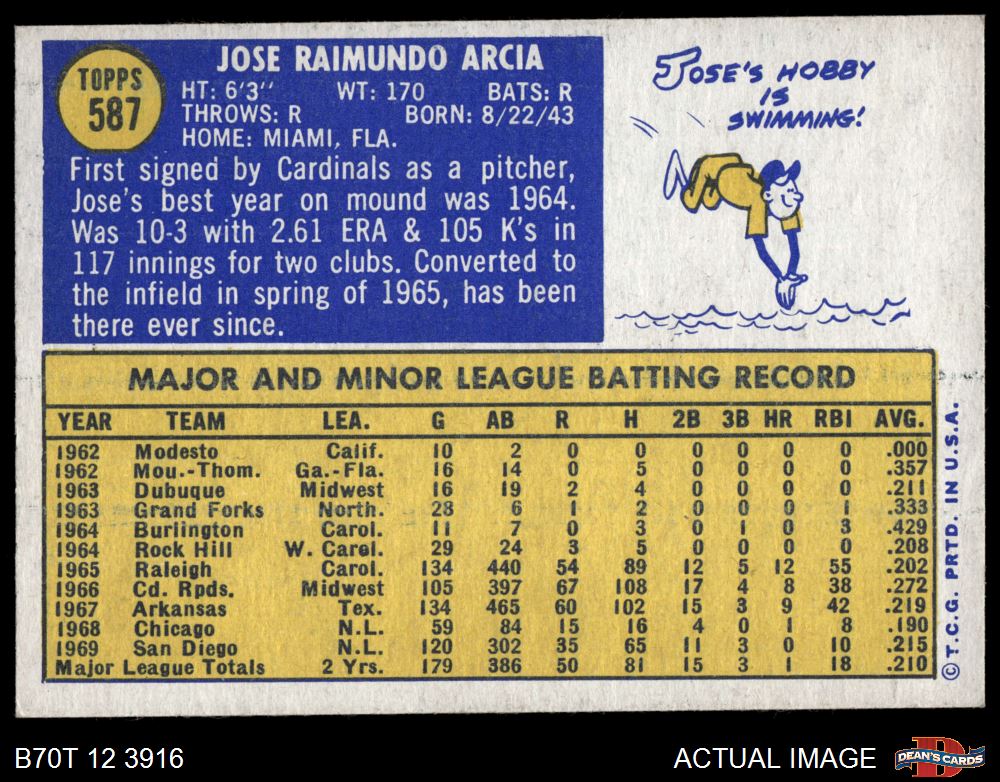 TOPPS
587
JOSE RAIMUNDO ARCIA
HT: 6'3" WT: 170 BATS: R
THROWS: R BORN: 8/22/43
HOME: MIAMI, FLA.
First signed by Cardinals as a pitcher,
Jose's best year on mound was 1964.
Was 10-3 with 2.61 ERA & 105 K's in
117 innings for two clubs. Converted to
the infield in spring of 1965, has been
there ever since.
JOSE'S HOBBY
IS
SWIMMING!
MAJOR AND MINOR LEAGUE BATTING RECORD
YEAR TEAM LEA. G AB R H 2B 3B HR RBI AVG.
1962 Modesto Calif. 10 2 0 0 0 0 0 0 .000
1962 Mou.-Thom. Ga.-Fla. 16 14 0 5 0 0 0 0 .357
1963 Dubuque Midwest 16 19 2 4 0 0 0 0 .211
1963 Grand Forks North. 28 6 1 2 0 0 0 1 .333
1964 Burlington Carol. 11 7 0 3 0 1 0 3 .429
1964 Rock Hill W. Carol. 29 24 3 5 0 0 0 0 .208
1965 Raleigh Carol. 134 440 54 89 12 5 12 55 .202
1966 Cd. Rpds. Midwest 105 397 67 108 17 4 8 38 .272
1967 Arkansas Tex. 134 465 60 102 15 3 9 42 .219
1968 Chicago N.L. 59 84 15 16 4 0 1 8 .190
1969 San Diego N.L. 120 302 35 65 11 3 0 10 .215
Major League Totals 2 Yrs. 179 386 50 81 15 3 1 18 .210
© T.C.G. PRTD. IN U.S.A.
B70T 12 3916
ACTUAL IMAGE
D
DEAN'S CARDS